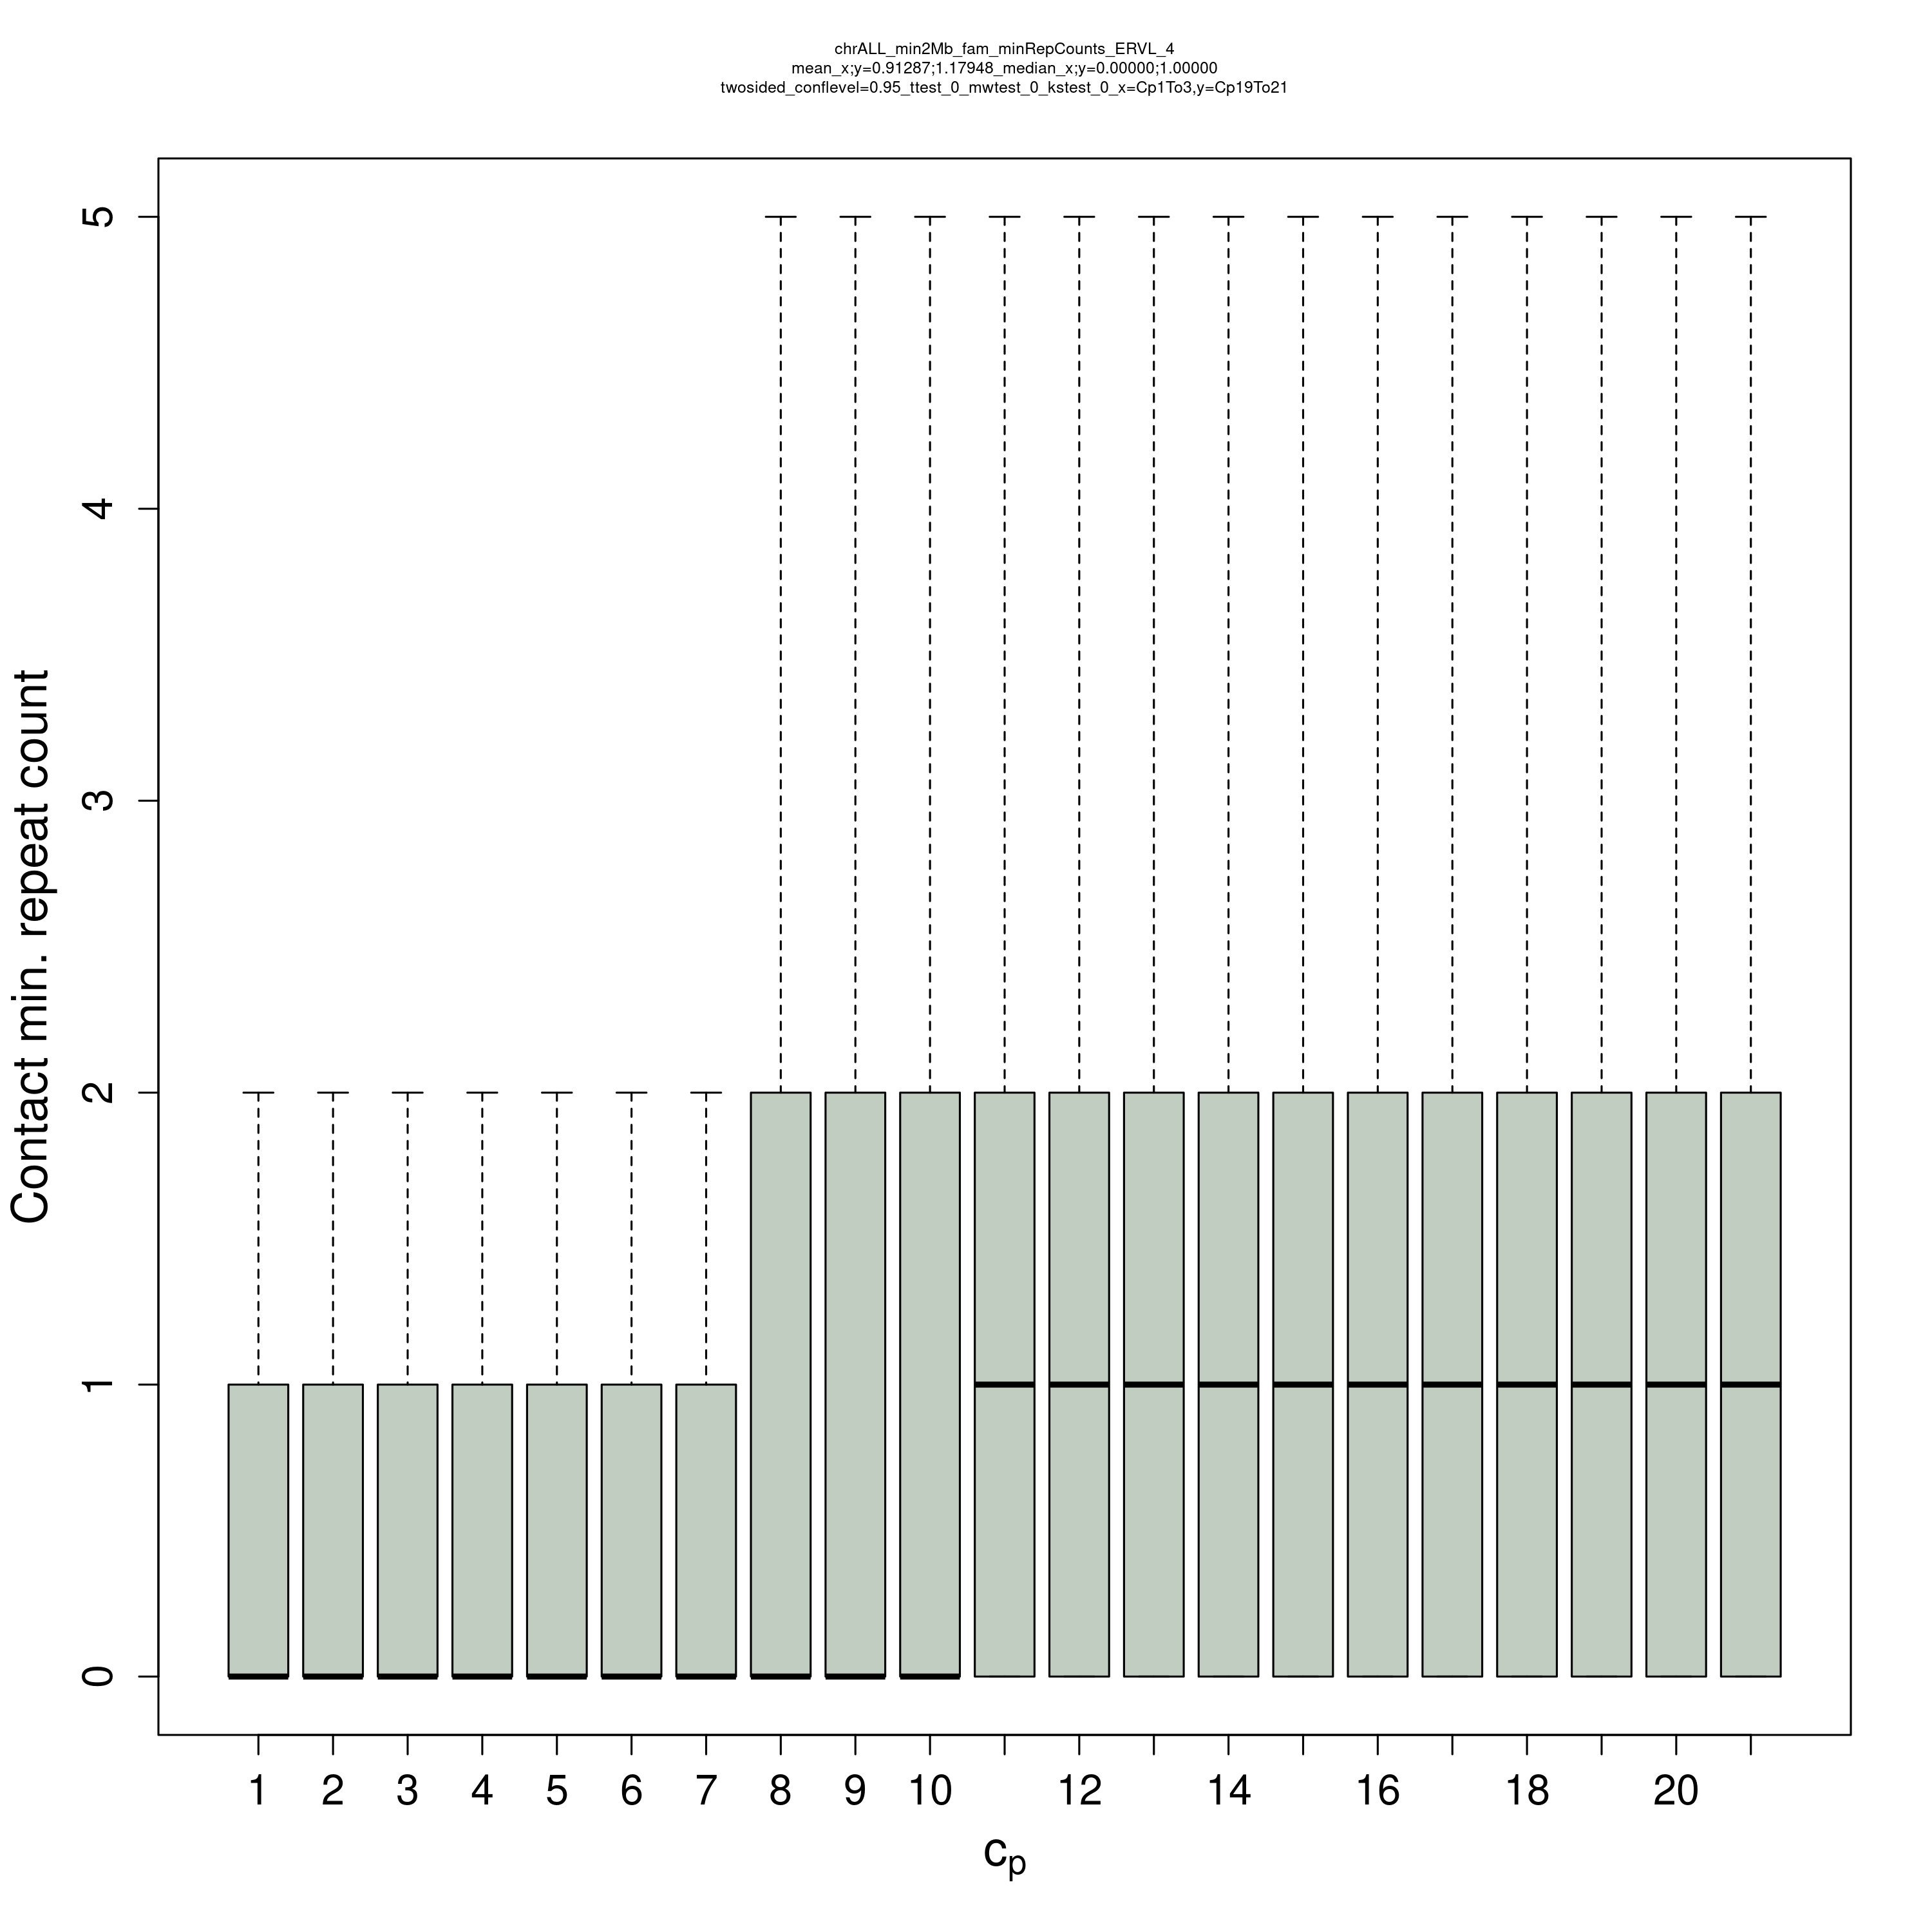 chrALL_min2Mb_fam_minRepCounts_ERVL_4
mean_x;y=0.91287;1.17948_median_x;y=0.00000;1.00000
twosided_conflevel=0.95_ttest_0_mwtest_0_kstest_0_x=Cp1To3,y=Cp19To21
Contact min. repeat count
5
4
3
2
1
0
1 2 3 4 5 6 7 8 9 10 12 14 16 18 20
cp